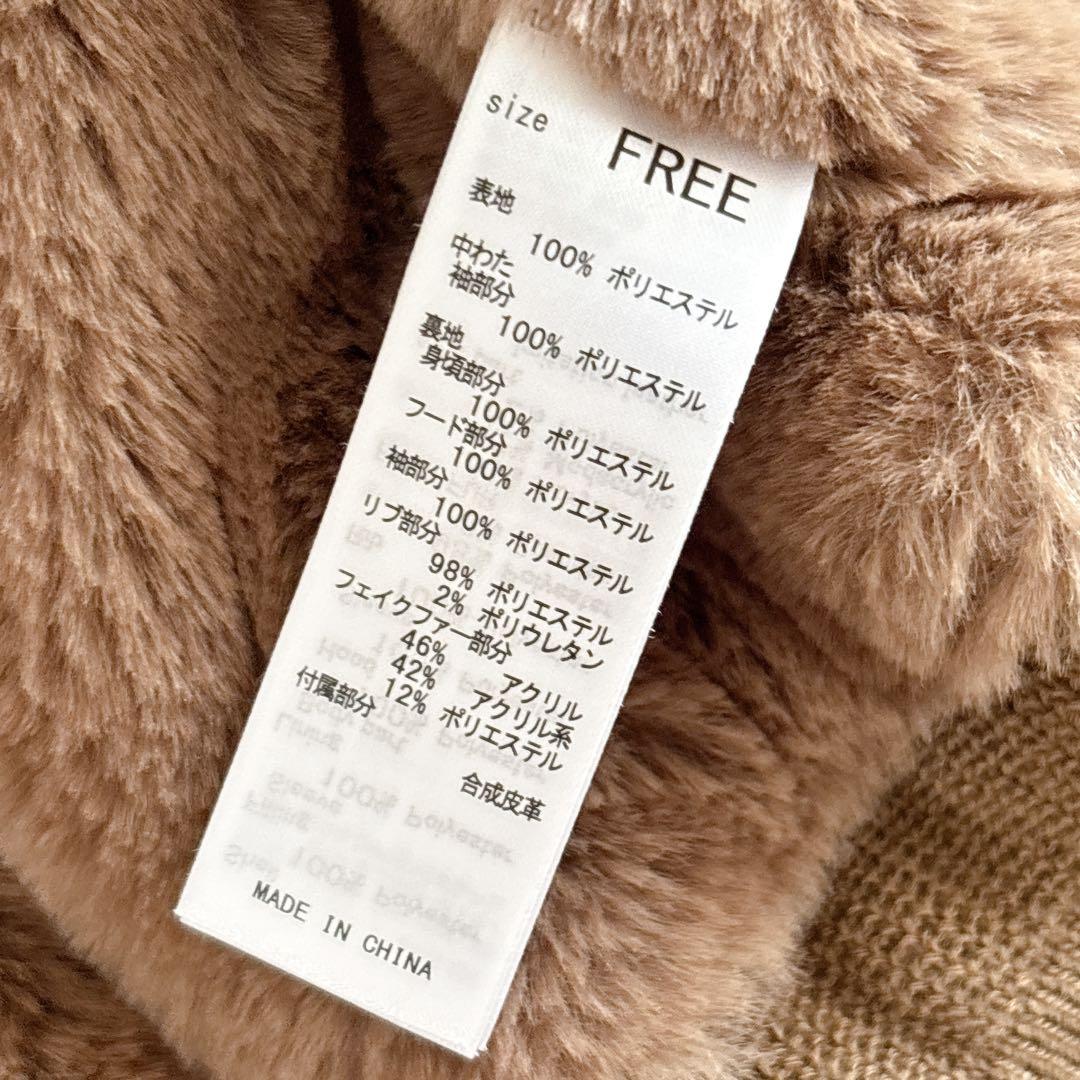 size FREE
表地
100% ポリエステル
中わた
袖部分
100% ポリエステル
裏地
身頃部分
100% ポリエステル
フード部分
100% ポリエステル
袖部分
100% ポリエステル
リブ部分
98% ポリエステル
2% ポリウレタン
フェイクファー部分
46% アクリル
42% アクリル系
12% ポリエステル
付属部分
合成皮革
MADE IN CHINA